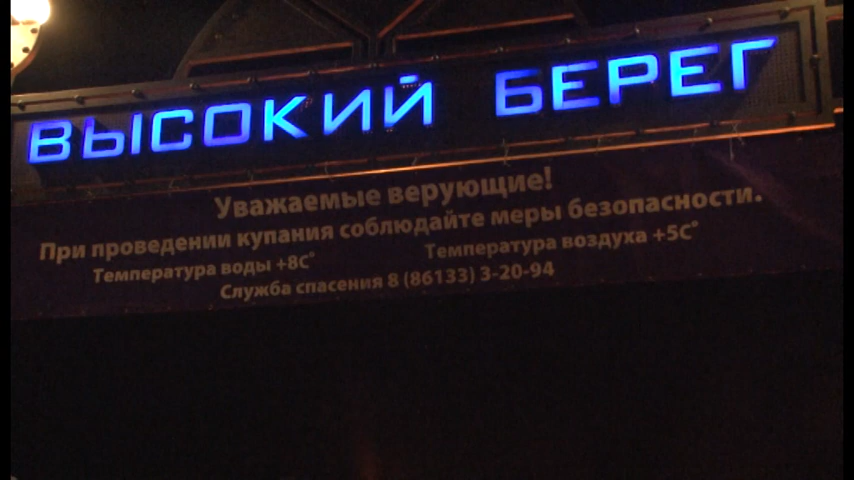 ВЫСОКИЙ БЕРЕГ
Уважаемые верующие!
При проведении купания соблюдайте меры безопасности.
Температура воды +8С° Температура воздуха +5С°
Служба спасения 8 (86133) 3-20-94